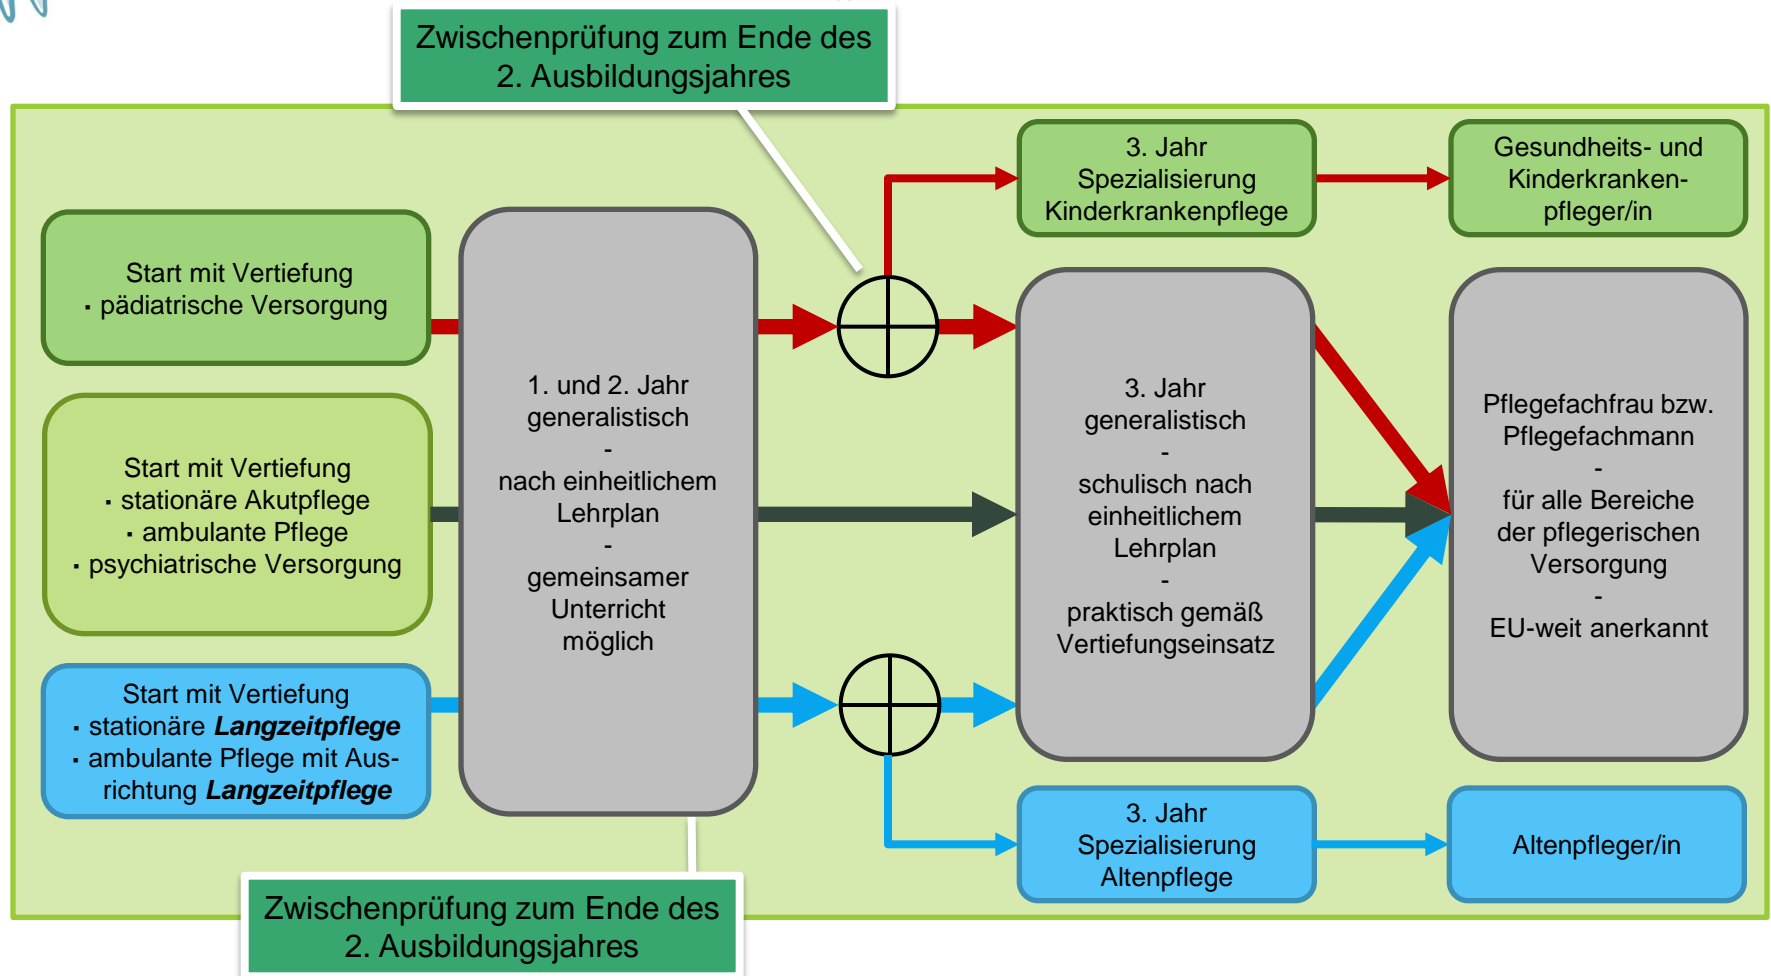 Zwischenprüfung zum Ende des
2. Ausbildungsjahres
Start mit Vertiefung
▪ pädiatrische Versorgung
Start mit Vertiefung
▪ stationäre Akutpflege
▪ ambulante Pflege
▪ psychiatrische Versorgung
Start mit Vertiefung
▪ stationäre Langzeitpflege
▪ ambulante Pflege mit Aus-
richtung Langzeitpflege
1. und 2. Jahr
generalistisch
-
nach einheitlichem
Lehrplan
-
gemeinsamer
Unterricht
möglich
3. Jahr
Spezialisierung
Kinderkrankenpflege
Gesundheits- und
Kinderkranken-
pfleger/in
3. Jahr
generalistisch
-
schulisch nach
einheitlichem
Lehrplan
-
praktisch gemäß
Vertiefungseinsatz
Pflegefachfrau bzw.
Pflegefachmann
-
für alle Bereiche
der pflegerischen
Versorgung
-
EU-weit anerkannt
3. Jahr
Spezialisierung
Altenpflege
Altenpfleger/in
Zwischenprüfung zum Ende des
2. Ausbildungsjahres